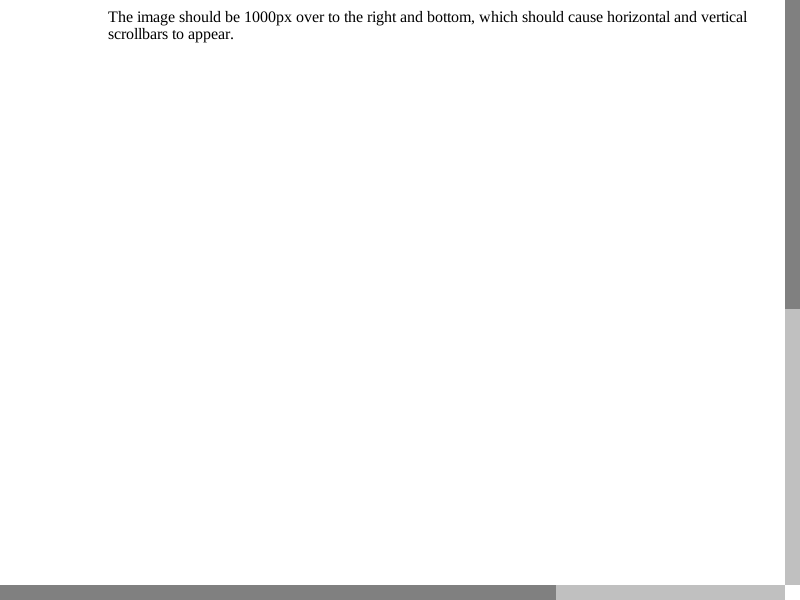 The image should be 1000px over to the right and bottom, which should cause horizontal and vertical
scrollbars to appear.